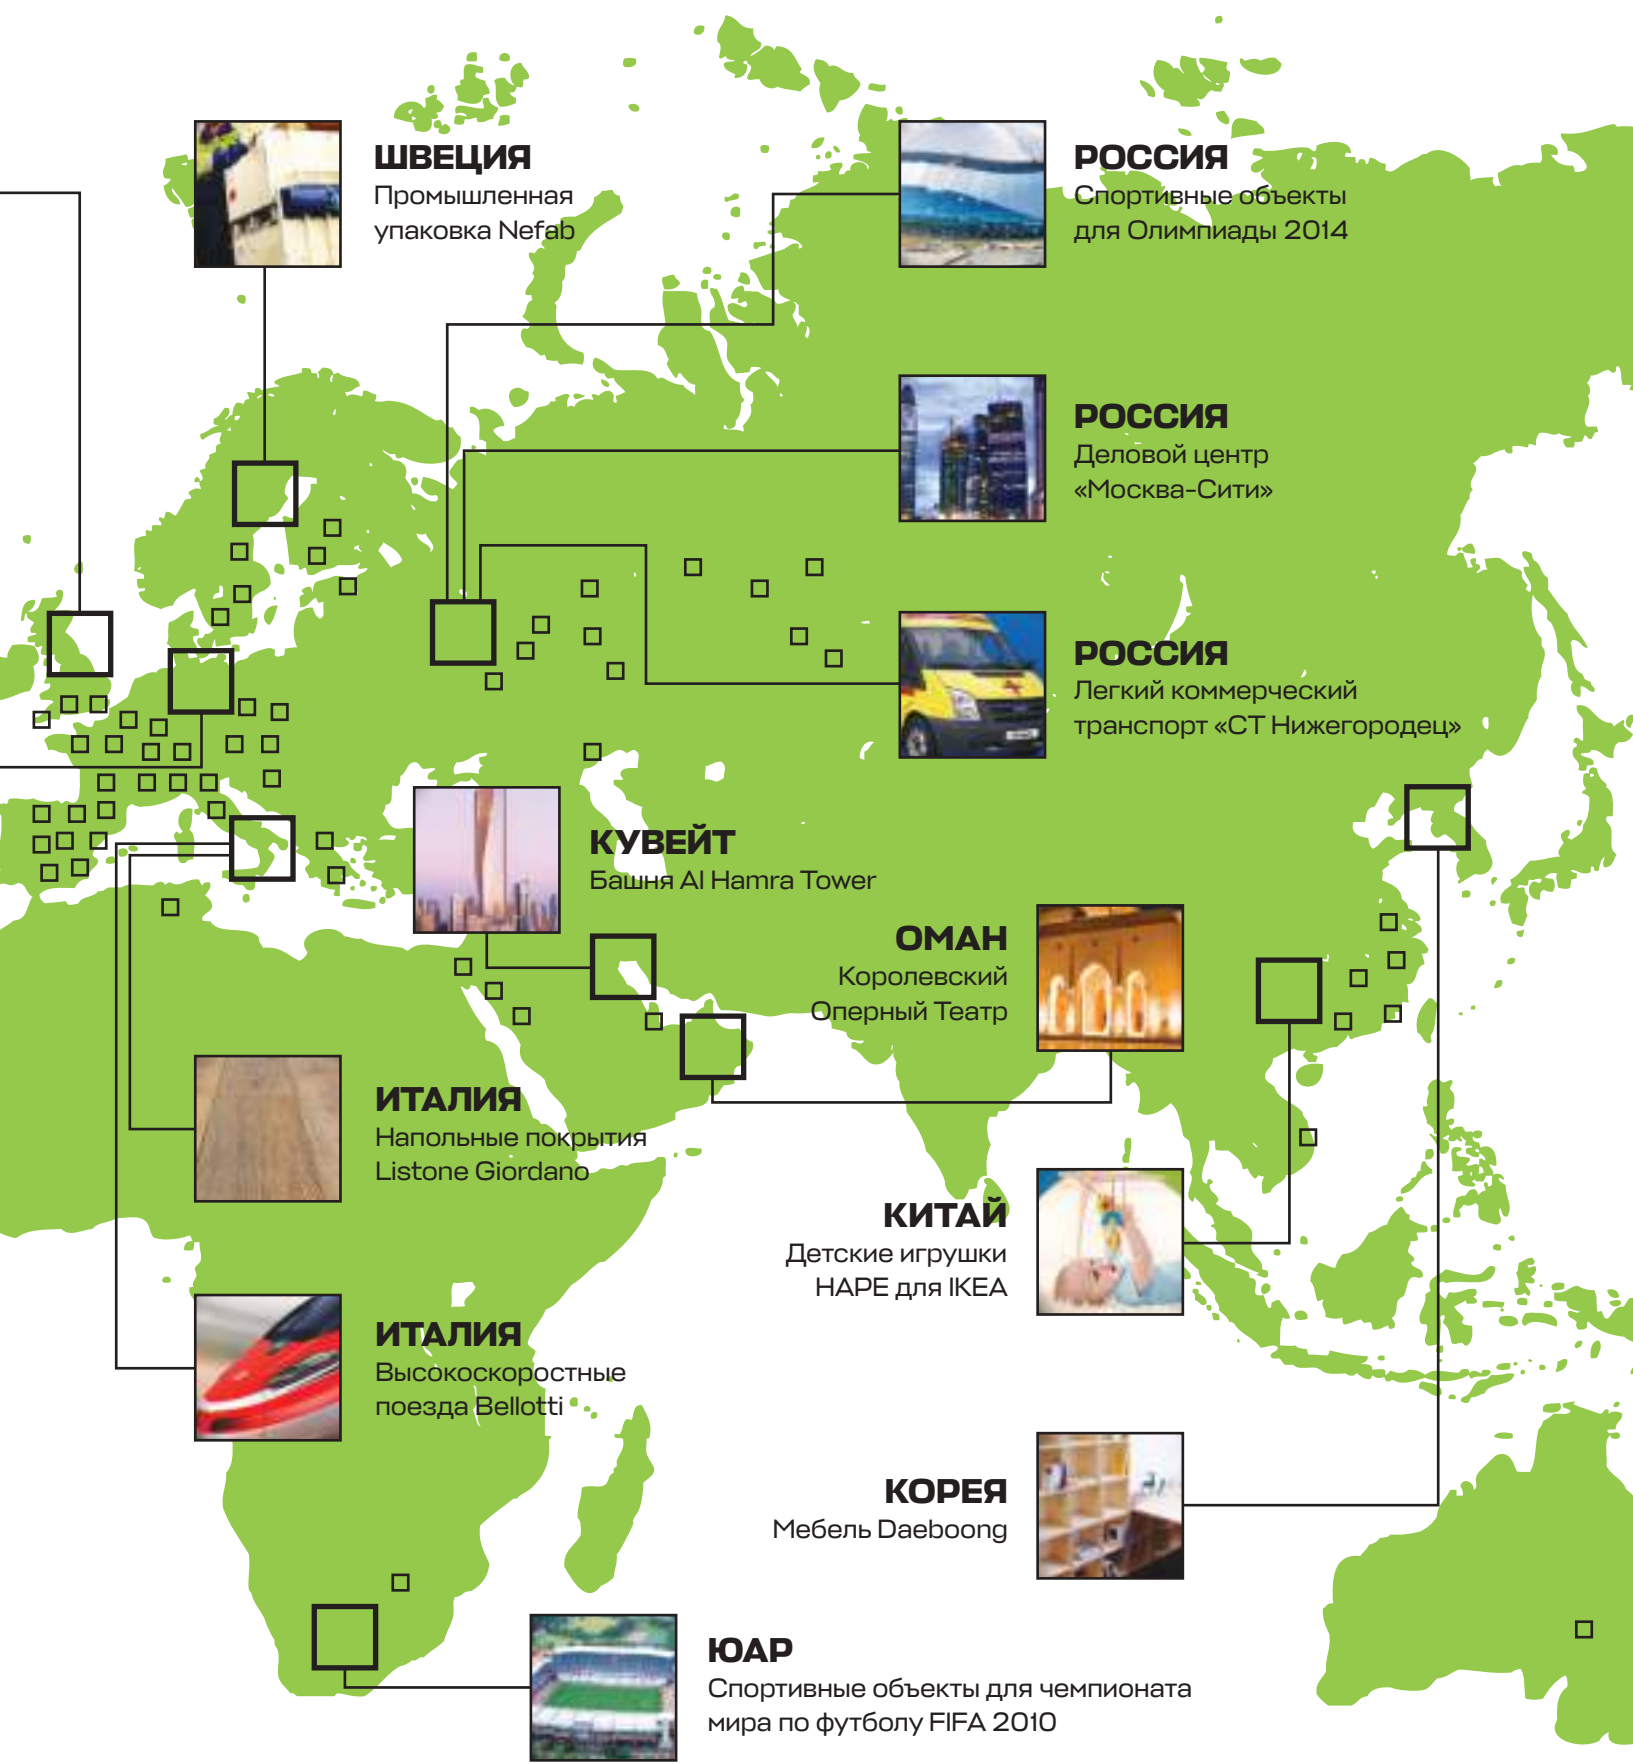 ШВЕЦИЯ
Промышленная
упаковка Nefab
РОССИЯ
Спортивные объекты
для Олимпиады 2014
РОССИЯ
Деловой центр
«Москва-Сити»
РОССИЯ
Легкий коммерческий
транспорт «СТ Нижегородец»
КУВЕЙТ
Башня Al Hamra Tower
ОМАН
Королевский
Оперный Театр
ИТАЛИЯ
Напольные покрытия
Listone Giordano
КИТАЙ
Детские игрушки
HAPE для IKEA
ИТАЛИЯ
Высокоскоростные
поезда Bellotti
КОРЕЯ
Мебель Daeboong
ЮАР
Спортивные объекты для чемпионата
мира по футболу FIFA 2010